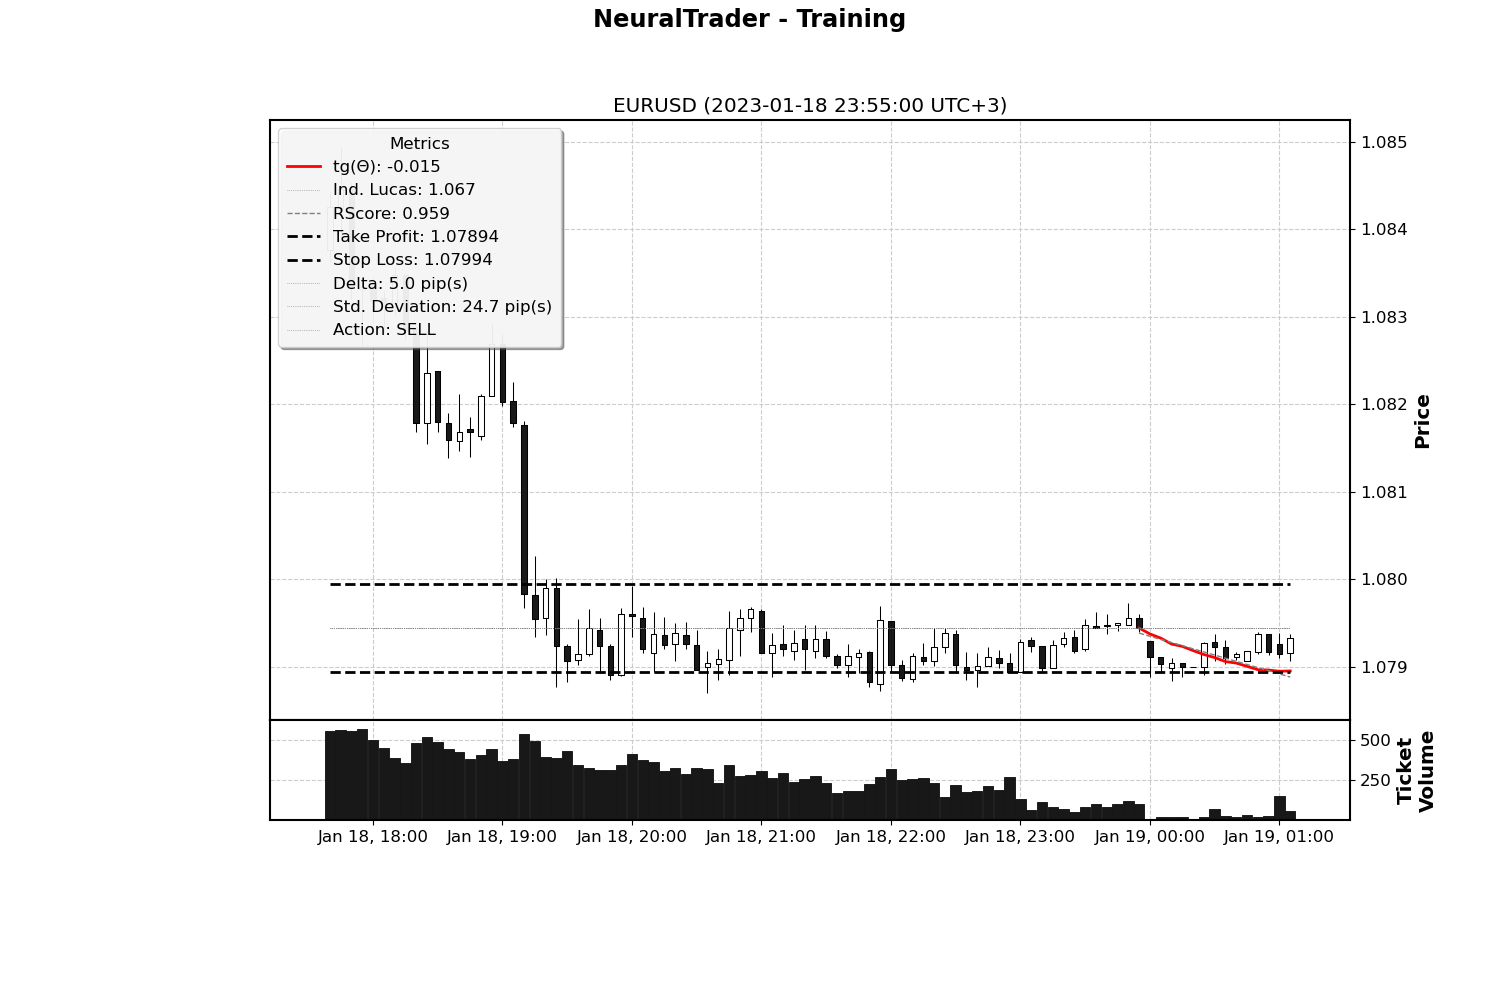 NeuralTrader - Training
EURUSD (2023-01-18 23:55:00 UTC+3)
Metrics
tg(Θ): -0.015
Ind. Lucas: 1.067
RScore: 0.959
Take Profit: 1.07894
Stop Loss: 1.07994
Delta: 5.0 pip(s)
Std. Deviation: 24.7 pip(s)
Action: SELL
1.085
1.084
1.083
1.082
1.081
1.080
1.079
Price
500
250
Ticket
Volume
Jan 18, 18:00
Jan 18, 19:00
Jan 18, 20:00
Jan 18, 21:00
Jan 18, 22:00
Jan 18, 23:00
Jan 19, 00:00
Jan 19, 01:00